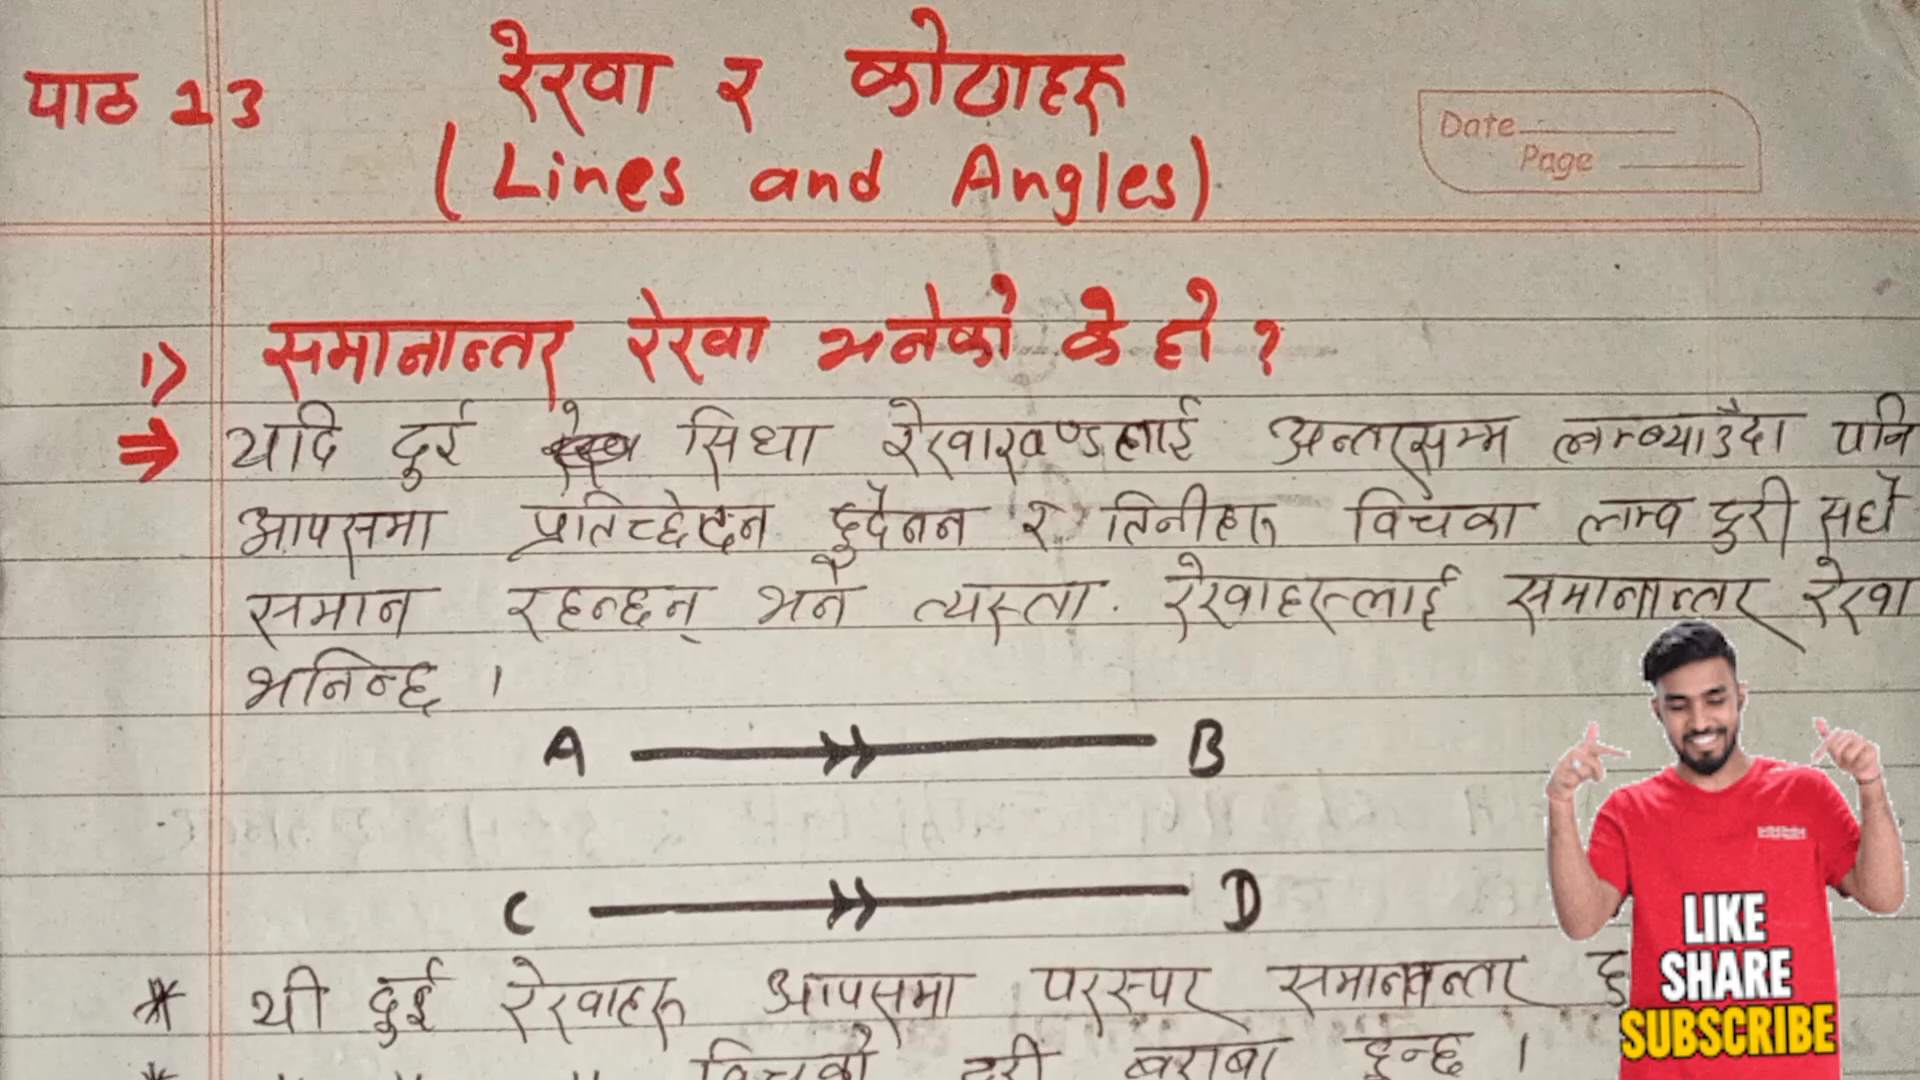 पाठ 13
रेखा र कोणहरू
(Lines and Angles)
Date
Page
1) समानान्तर रेखा भनेको के हो ?
⇒ यदि दुई सिधा रेखाखण्डलाई अन्तरसम्म लम्ब्याउँदा पनि
आपसमा प्रतिच्छेदन हुदैनन र तिनीहरू विचका लाम्व दुरी सधै
समान रहन्छन् भने त्यस्ता रेखाहरूलाई समानान्तर रेखा
भनिन्छ ।
A B
C D
* यी दुई रेखाहरू आपसमा परस्पर समानान्तर
* " " " विचको दुरी बराबर हुन्छ ।
LIKE
SHARE
SUBSCRIBE